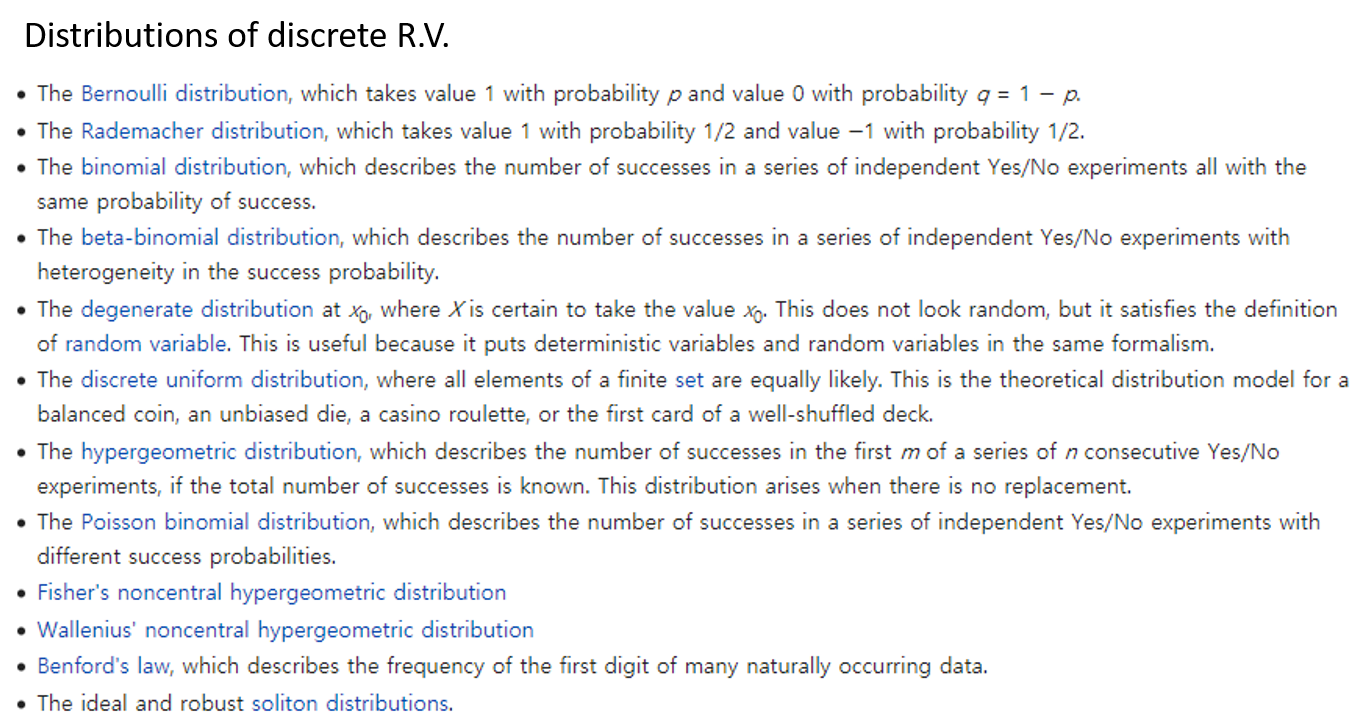 Distributions of discrete R.V.
• The Bernoulli distribution, which takes value 1 with probability p and value 0 with probability q = 1 − p.
• The Rademacher distribution, which takes value 1 with probability 1/2 and value −1 with probability 1/2.
• The binomial distribution, which describes the number of successes in a series of independent Yes/No experiments all with the
same probability of success.
• The beta-binomial distribution, which describes the number of successes in a series of independent Yes/No experiments with
heterogeneity in the success probability.
• The degenerate distribution at x₀, where X is certain to take the value x₀. This does not look random, but it satisfies the definition
of random variable. This is useful because it puts deterministic variables and random variables in the same formalism.
• The discrete uniform distribution, where all elements of a finite set are equally likely. This is the theoretical distribution model for a
balanced coin, an unbiased die, a casino roulette, or the first card of a well-shuffled deck.
• The hypergeometric distribution, which describes the number of successes in the first m of a series of n consecutive Yes/No
experiments, if the total number of successes is known. This distribution arises when there is no replacement.
• The Poisson binomial distribution, which describes the number of successes in a series of independent Yes/No experiments with
different success probabilities.
• Fisher's noncentral hypergeometric distribution
• Wallenius' noncentral hypergeometric distribution
• Benford's law, which describes the frequency of the first digit of many naturally occurring data.
• The ideal and robust soliton distributions.